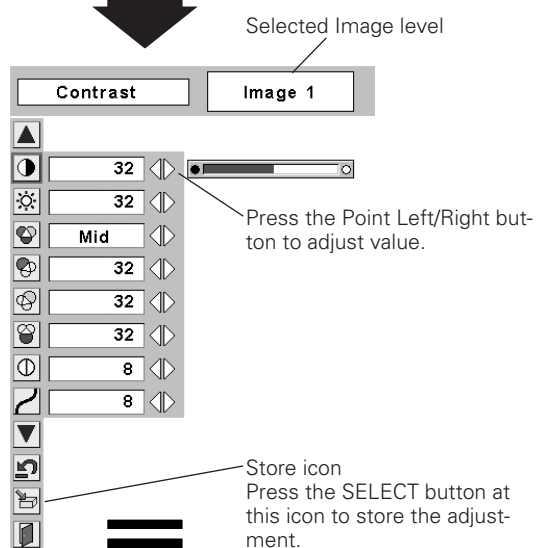 Selected Image level
Contrast
Image 1
32
32
Press the Point Left/Right but-
ton to adjust value.
Mid
32
32
32
8
8
Store icon
Press the SELECT button at
this icon to store the adjust-
ment.